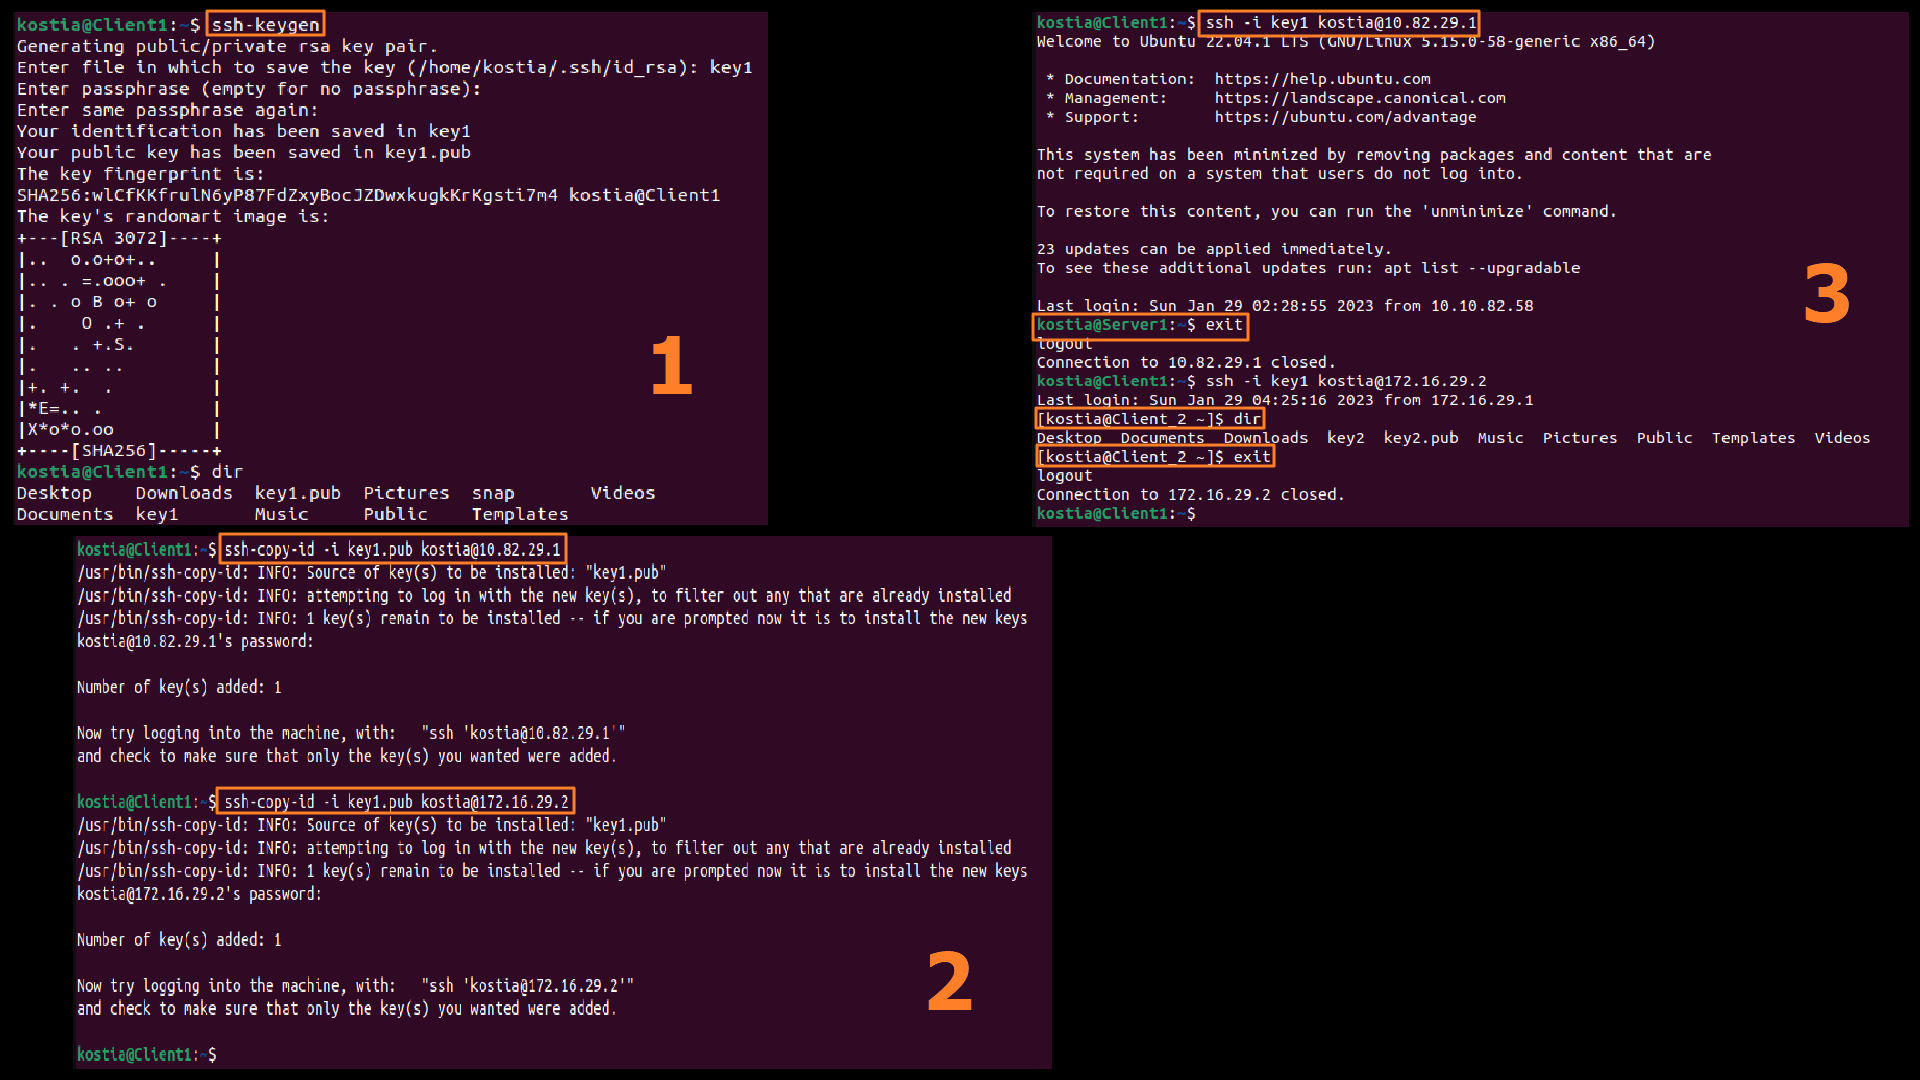 kostia@Client1:~$ ssh-keygen
Generating public/private rsa key pair.
Enter file in which to save the key (/home/kostia/.ssh/id_rsa): key1
Enter passphrase (empty for no passphrase):
Enter same passphrase again:
Your identification has been saved in key1
Your public key has been saved in key1.pub
The key fingerprint is:
SHA256:wlCfKKfrulN6yP87FdZxyBocJZDwxkugkKrKgsti7m4 kostia@Client1
The key's randomart image is:
+---[RSA 3072]----+
|..  o.o+o+..     |
|.. . =.ooo+ .    |
|. . o B o+ o     |
|.    O .+ .      |
|.   . +.S.       |
|.   .. ..        |
|+. +.  .         |
|*E=.. .          |
|X*o*o.oo         |
+----[SHA256]-----+
kostia@Client1:~$ dir
Desktop    Downloads  key1.pub  Pictures  snap       Videos
Documents  key1       Music     Public    Templates
1
kostia@Client1:~$ ssh-copy-id -i key1.pub kostia@10.82.29.1
/usr/bin/ssh-copy-id: INFO: Source of key(s) to be installed: "key1.pub"
/usr/bin/ssh-copy-id: INFO: attempting to log in with the new key(s), to filter out any that are already installed
/usr/bin/ssh-copy-id: INFO: 1 key(s) remain to be installed -- if you are prompted now it is to install the new keys
kostia@10.82.29.1's password:
Number of key(s) added: 1
Now try logging into the machine, with:   "ssh 'kostia@10.82.29.1'"
and check to make sure that only the key(s) you wanted were added.
kostia@Client1:~$ ssh-copy-id -i key1.pub kostia@172.16.29.2
/usr/bin/ssh-copy-id: INFO: Source of key(s) to be installed: "key1.pub"
/usr/bin/ssh-copy-id: INFO: attempting to log in with the new key(s), to filter out any that are already installed
/usr/bin/ssh-copy-id: INFO: 1 key(s) remain to be installed -- if you are prompted now it is to install the new keys
kostia@172.16.29.2's password:
Number of key(s) added: 1
Now try logging into the machine, with:   "ssh 'kostia@172.16.29.2'"
and check to make sure that only the key(s) you wanted were added.
kostia@Client1:~$
2
kostia@Client1:~$ ssh -i key1 kostia@10.82.29.1
Welcome to Ubuntu 22.04.1 LTS (GNU/Linux 5.15.0-58-generic x86_64)
* Documentation:  https://help.ubuntu.com
* Management:     https://landscape.canonical.com
* Support:        https://ubuntu.com/advantage
This system has been minimized by removing packages and content that are
not required on a system that users do not log into.
To restore this content, you can run the 'unminimize' command.
23 updates can be applied immediately.
To see these additional updates run: apt list --upgradable
Last login: Sun Jan 29 02:28:55 2023 from 10.10.82.58
kostia@Server1:~$ exit
logout
Connection to 10.82.29.1 closed.
kostia@Client1:~$ ssh -i key1 kostia@172.16.29.2
Last login: Sun Jan 29 04:25:16 2023 from 172.16.29.1
[kostia@Client_2 ~]$ dir
Desktop  Documents  Downloads  key2  key2.pub  Music  Pictures  Public  Templates  Videos
[kostia@Client_2 ~]$ exit
logout
Connection to 172.16.29.2 closed.
kostia@Client1:~$
3